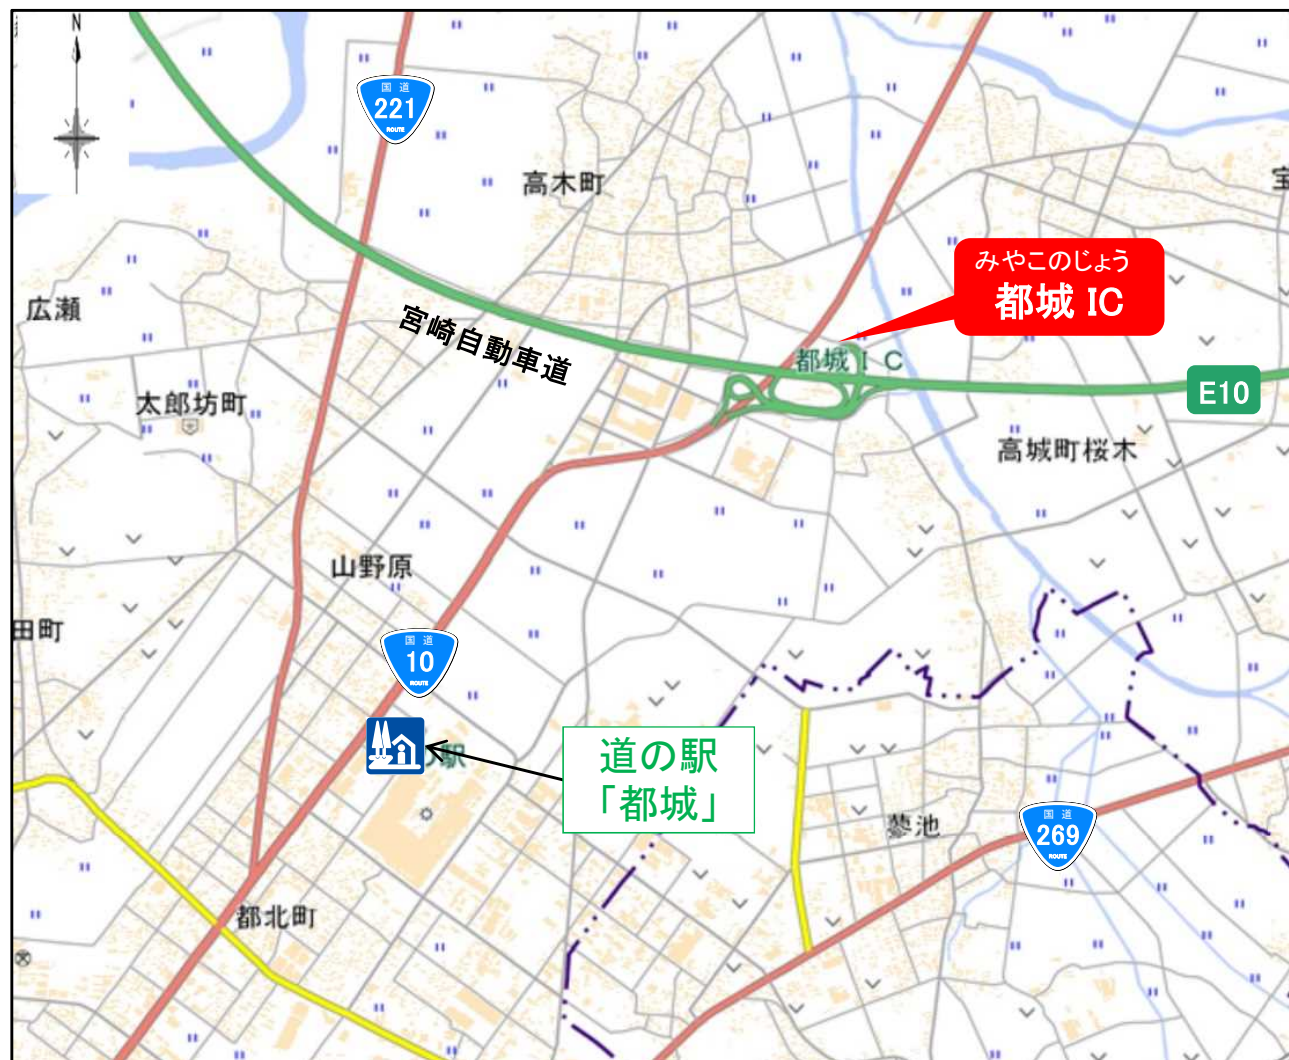 N
国道
221
ROUTE
高木町
宝
みやこのじょう
都城 IC
広瀬
宮崎自動車道
都城 I C
E10
太郎坊町
高城町桜木
山野原
田町
国道
10
ROUTE
駅
道の駅
「都城」
国道
269
ROUTE
蓼池
都北町